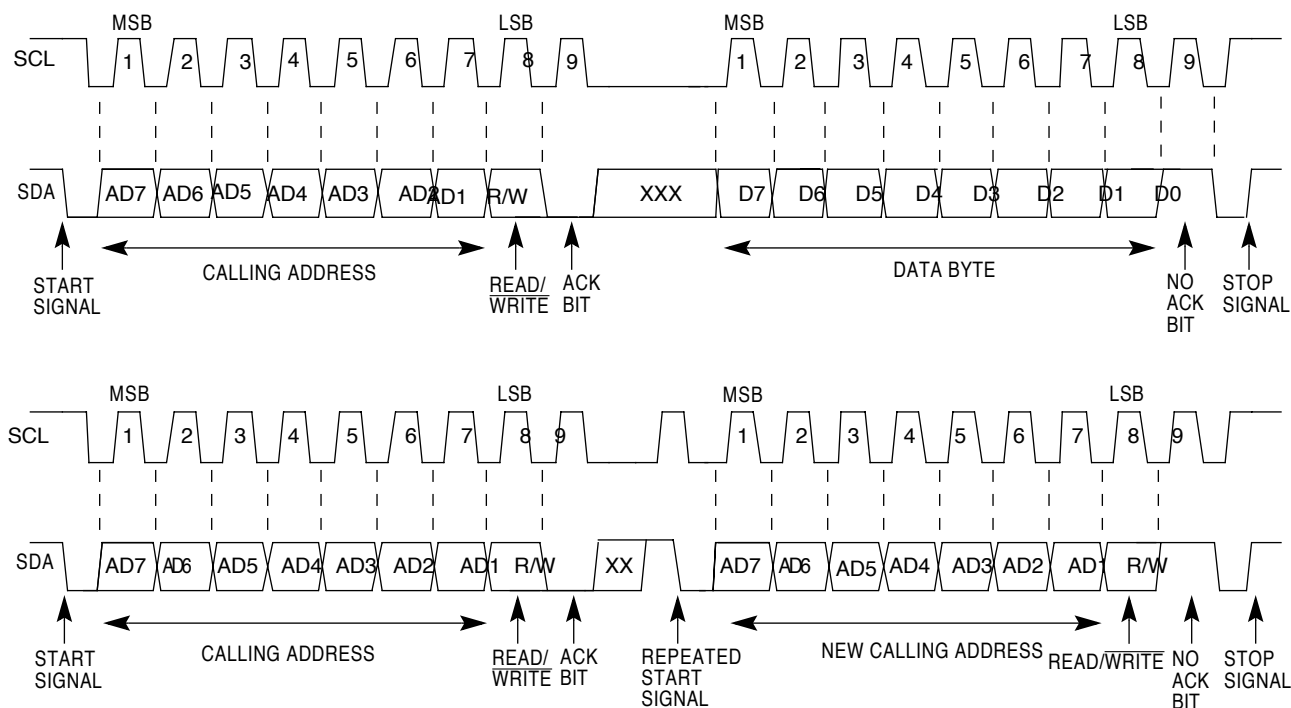 MSB LSB MSB LSB
SCL 1 2 3 4 5 6 7 8 9 1 2 3 4 5 6 7 8 9
SDA AD7 AD6 AD5 AD4 AD3 AD2 AD1 R/W XXX D7 D6 D5 D4 D3 D2 D1 D0
CALLING ADDRESS DATA BYTE
START
SIGNAL
READ/
WRITE
ACK
BIT
NO
ACK
BIT
STOP
SIGNAL
MSB LSB MSB LSB
SCL 1 2 3 4 5 6 7 8 9 1 2 3 4 5 6 7 8 9
SDA AD7 AD6 AD5 AD4 AD3 AD2 AD1 R/W XX AD7 AD6 AD5 AD4 AD3 AD2 AD1 R/W
CALLING ADDRESS NEW CALLING ADDRESS
START
SIGNAL
READ/
WRITE
ACK
BIT
REPEATED
START
SIGNAL
READ/WRITE
NO
ACK
BIT
STOP
SIGNAL